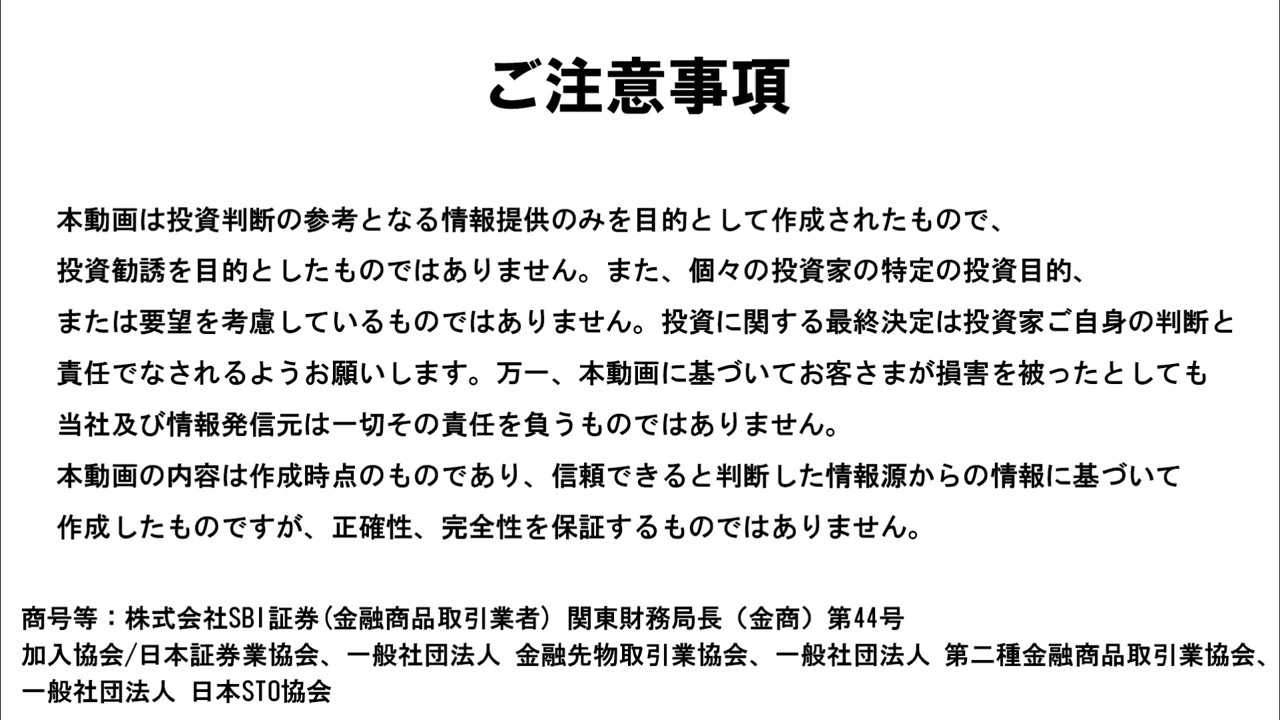 ご注意事項
本動画は投資判断の参考となる情報提供のみを目的として作成されたもので、
投資勧誘を目的としたものではありません。また、個々の投資家の特定の投資目的、
または要望を考慮しているものではありません。投資に関する最終決定は投資家ご自身の判断と
責任でなされるようお願いします。万一、本動画に基づいてお客さまが損害を被ったとしても
当社及び情報発信元は一切その責任を負うものではありません。
本動画の内容は作成時点のものであり、信頼できると判断した情報源からの情報に基づいて
作成したものですが、正確性、完全性を保証するものではありません。
商号等：株式会社SBI証券(金融商品取引業者) 関東財務局長（金商）第44号
加入協会/日本証券業協会、一般社団法人 金融先物取引業協会、一般社団法人 第二種金融商品取引業協会、
一般社団法人 日本STO協会